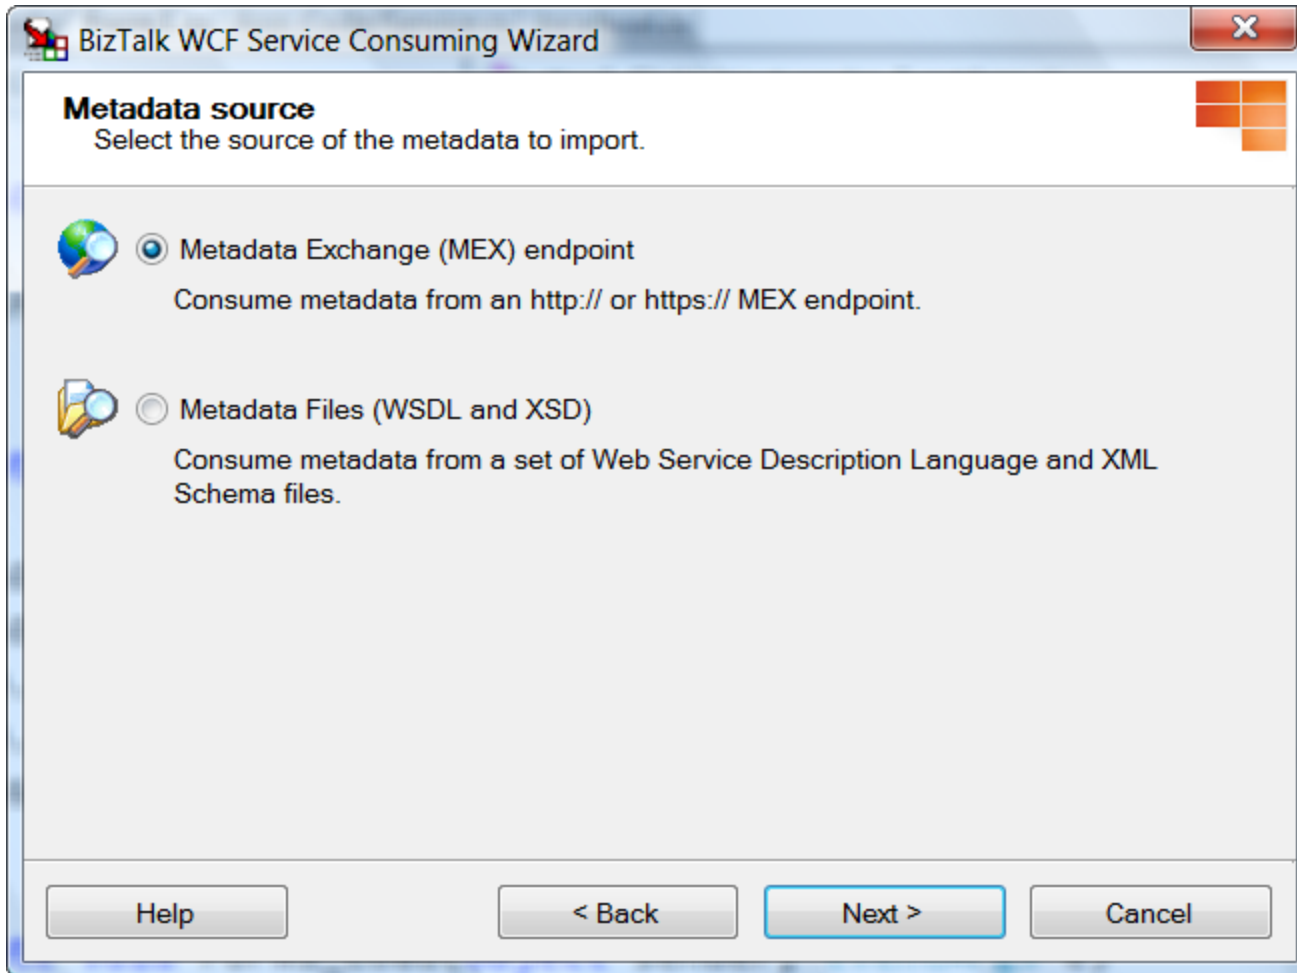 BizTalk WCF Service Consuming Wizard
Metadata source
Select the source of the metadata to import.
Metadata Exchange (MEX) endpoint
Consume metadata from an http:// or https:// MEX endpoint.
Metadata Files (WSDL and XSD)
Consume metadata from a set of Web Service Description Language and XML
Schema files.
Help
< Back
Next >
Cancel